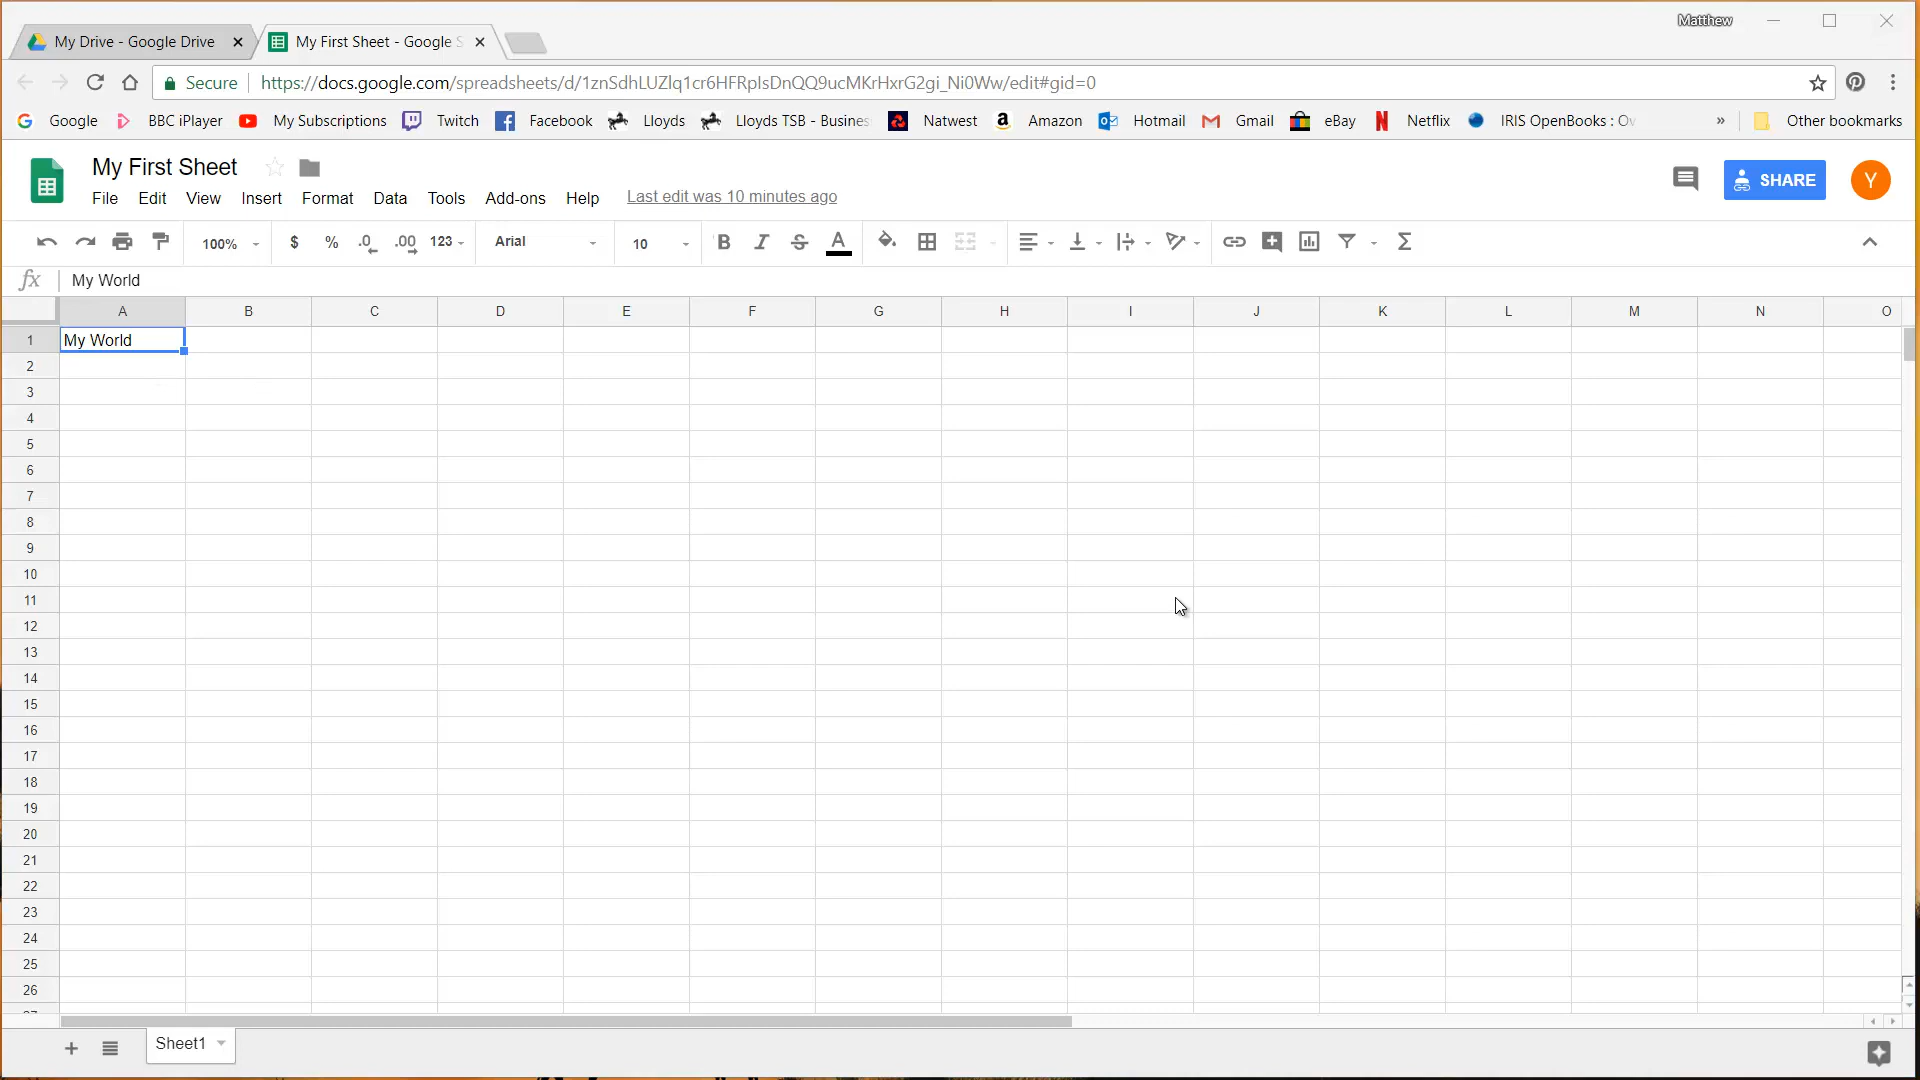 Matthew
My Drive - Google Drive
My First Sheet - Google S
Secure
https://docs.google.com/spreadsheets/d/1znSdhLUZlq1cr6HFRpIsDnQQ9ucMKrHxrG2gi_Ni0Ww/edit#gid=0
Google BBC iPlayer My Subscriptions Twitch Facebook Lloyds Lloyds TSB - Busines Natwest Amazon Hotmail Gmail eBay Netflix IRIS OpenBooks : Ov » Other bookmarks
My First Sheet
SHARE
Y
File Edit View Insert Format Data Tools Add-ons Help Last edit was 10 minutes ago
100% $ % .0 .00 123 Arial 10 B I S A Σ
fx My World
A B C D E F G H I J K L M N O
1 My World
2
3
4
5
6
7
8
9
10
11
12
13
14
15
16
17
18
19
20
21
22
23
24
25
26
Sheet1